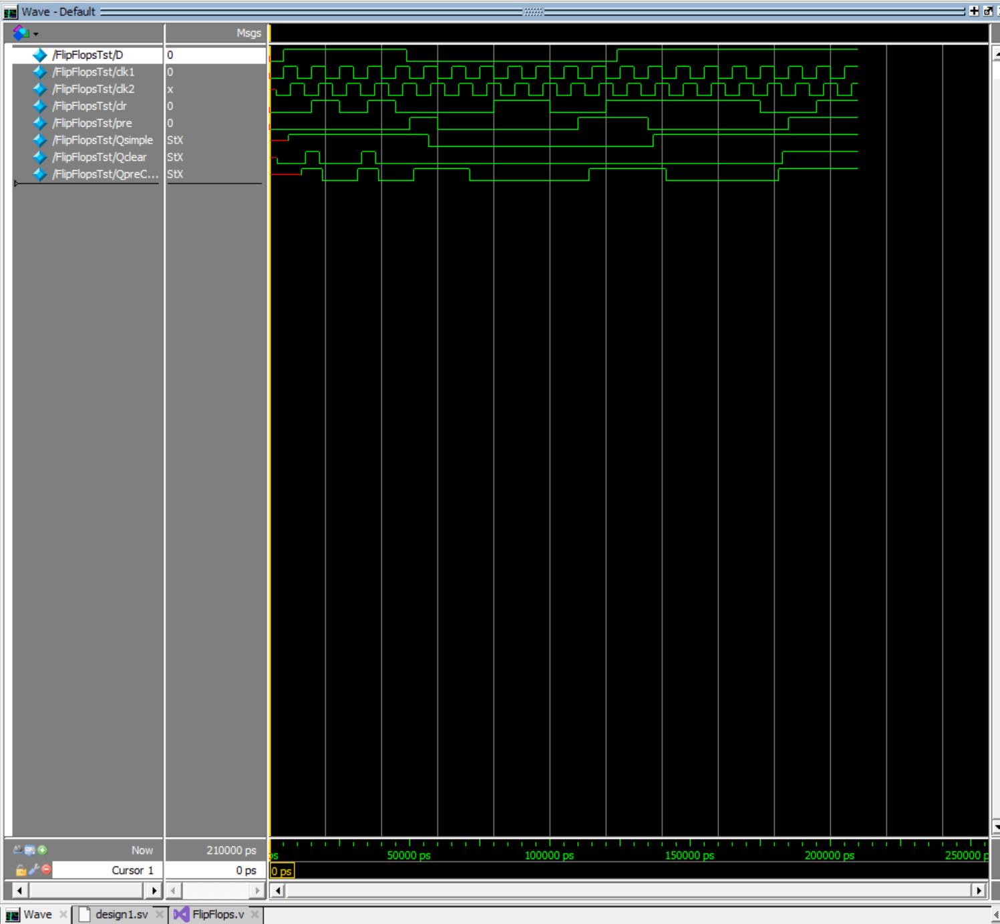 Wave - Default
Msgs
/FlipFlopsTst/D 0
/FlipFlopsTst/clk1 0
/FlipFlopsTst/clk2 x
/FlipFlopsTst/clr 0
/FlipFlopsTst/pre 0
/FlipFlopsTst/Qsimple StX
/FlipFlopsTst/Qclear StX
/FlipFlopsTst/QpreC... StX
Now 210000 ps
ps 50000 ps 100000 ps 150000 ps 200000 ps 250000 p
Cursor 1 0 ps 0 ps
Wave design1.sv FlipFlops.v